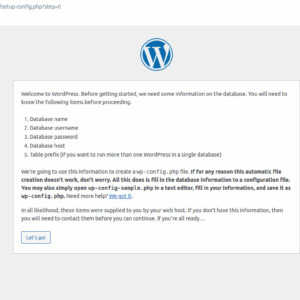 /setup-config.php?step=0
Welcome to WordPress. Before getting started, we need some information on the database. You will need to
know the following items before proceeding.
1. Database name
2. Database username
3. Database password
4. Database host
5. Table prefix (if you want to run more than one WordPress in a single database)
We're going to use this information to create a wp-config.php file. If for any reason this automatic file
creation doesn't work, don't worry. All this does is fill in the database information to a configuration file.
You may also simply open wp-config-sample.php in a text editor, fill in your information, and save it as
wp-config.php. Need more help? We got it.
In all likelihood, these items were supplied to you by your web host. If you don't have this information, then
you will need to contact them before you can continue. If you're all ready…
Let's go!